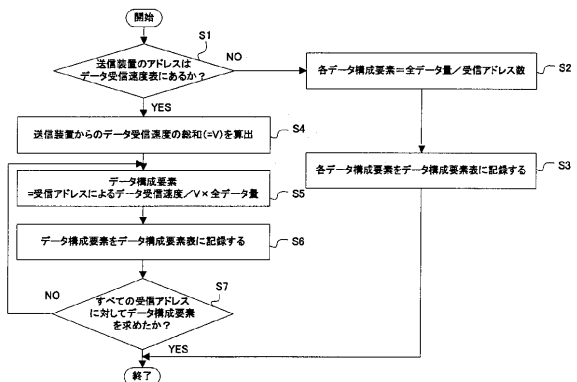 開始
S1
送信装置のアドレスは
データ受信速度表にあるか？
NO
各データ構成要素＝全データ量／受信アドレス数
S2
YES
送信装置からのデータ受信速度の総和(=V)を算出
S4
各データ構成要素をデータ構成要素表に記録する
S3
データ構成要素
=受信アドレスによるデータ受信速度／V×全データ量
S5
データ構成要素をデータ構成要素表に記録する
S6
NO
すべての受信アドレス
に対してデータ構成要素
を求めたか？
S7
YES
終了